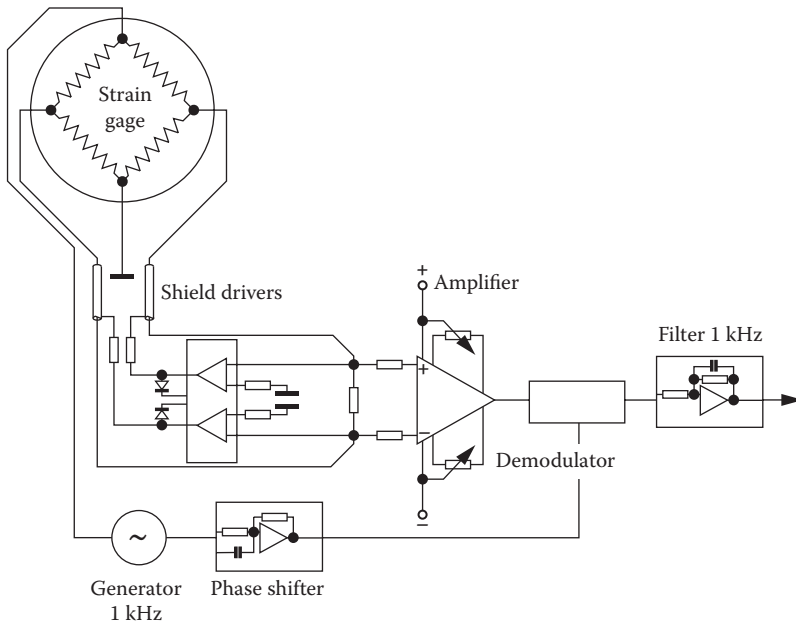 Strain
gage
Shield drivers
+
Amplifier
Filter 1 kHz
+
−
Demodulator
−
~
Generator
1 kHz
Phase shifter